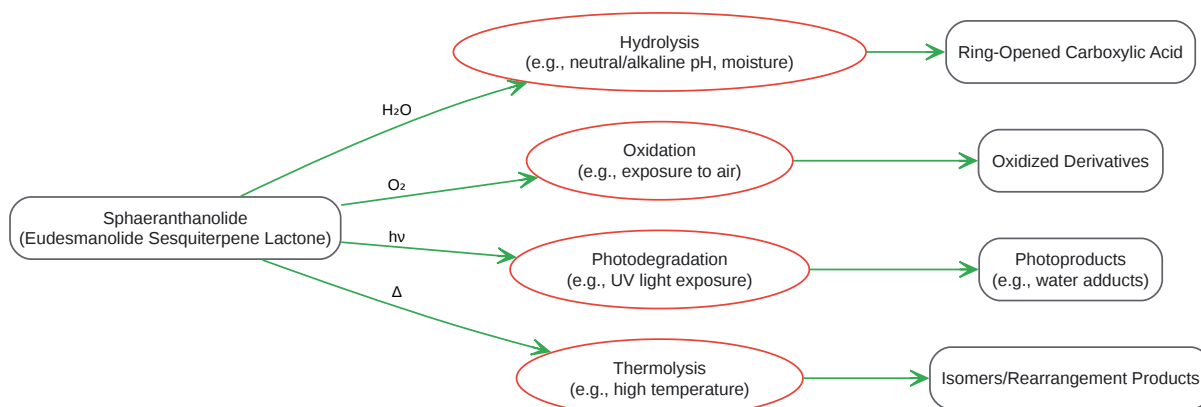 Hydrolysis
(e.g., neutral/alkaline pH, moisture)
Ring-Opened Carboxylic Acid
H₂O
Oxidation
(e.g., exposure to air)
Oxidized Derivatives
O₂
Sphaeranthanolide
(Eudesmanolide Sesquiterpene Lactone)
hν
Photodegradation
(e.g., UV light exposure)
Photoproducts
(e.g., water adducts)
Δ
Thermolysis
(e.g., high temperature)
Isomers/Rearrangement Products